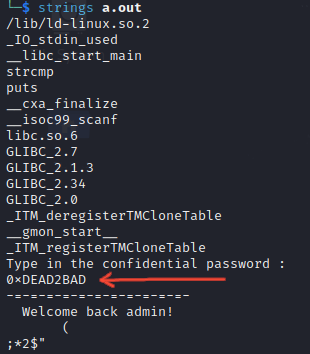 └─$ strings a.out
/lib/ld-linux.so.2
_IO_stdin_used
__libc_start_main
strcmp
puts
__cxa_finalize
__isoc99_scanf
libc.so.6
GLIBC_2.7
GLIBC_2.1.3
GLIBC_2.34
GLIBC_2.0
_ITM_deregisterTMCloneTable
__gmon_start__
_ITM_registerTMCloneTable
Type in the confidential password :
0×DEAD2BAD
-=-=-=-=-=-=-=-=-=-=-
  Welcome back admin!
       (
;*2$"